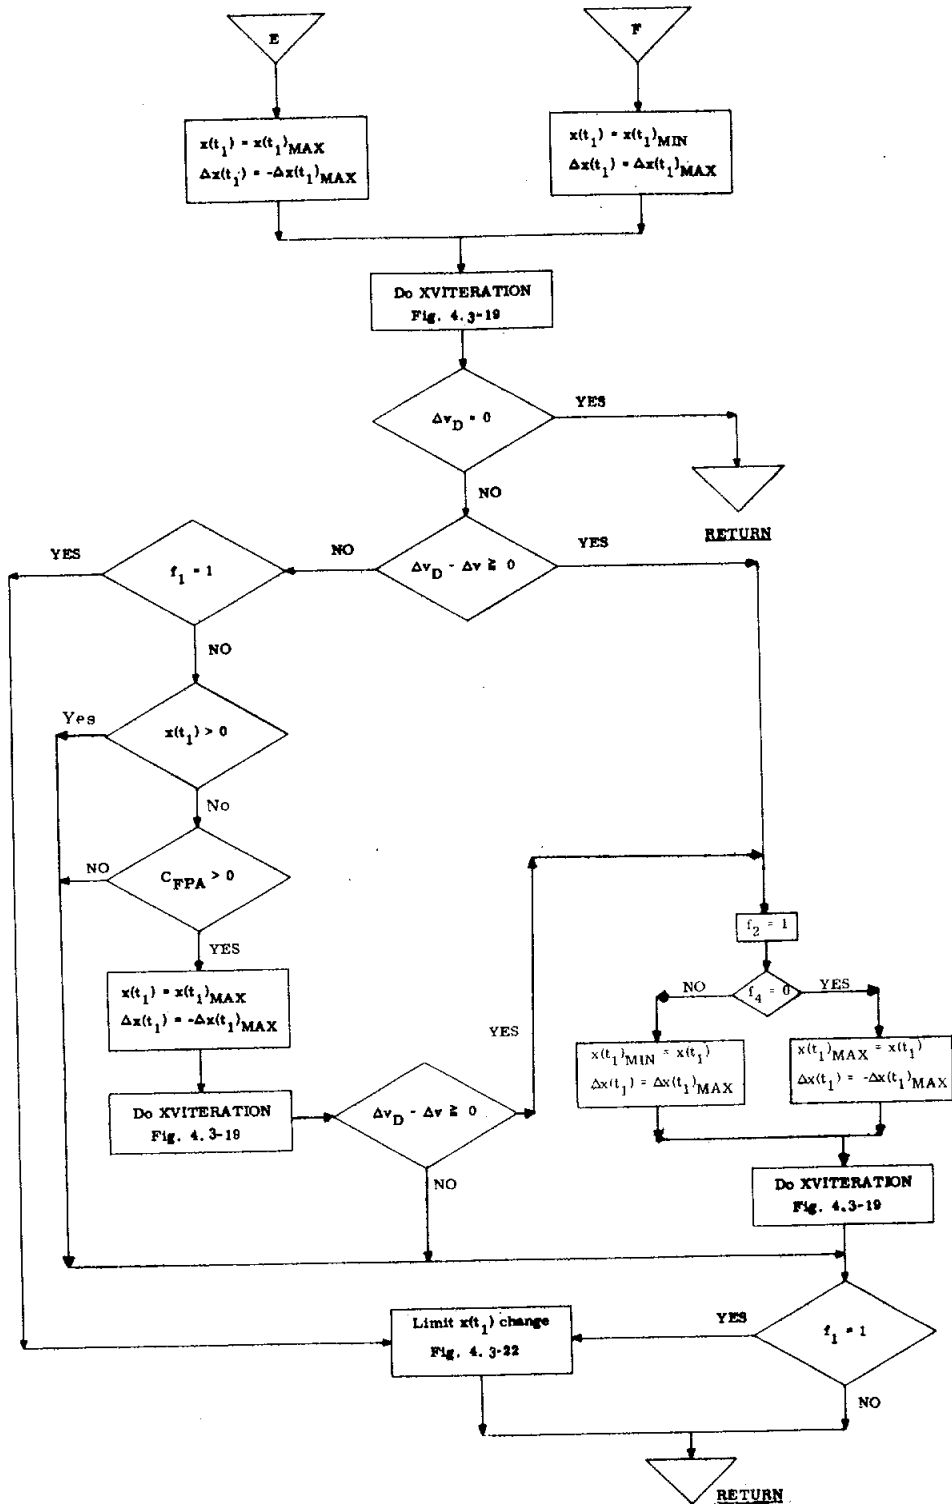 E
F
x(t₁) = x(t₁)MAX
Δx(t₁) = -Δx(t₁)MAX
x(t₁) = x(t₁)MIN
Δx(t₁) = Δx(t₁)MAX
Do XVITERATION
Fig. 4.3-19
Δv_D = 0
YES
NO
RETURN
Δv_D - Δv ≧ 0
YES
NO
f₁ = 1
YES
NO
x(t₁) > 0
Yes
No
C_FPA > 0
NO
YES
x(t₁) = x(t₁)MAX
Δx(t₁) = -Δx(t₁)MAX
Do XVITERATION
Fig. 4.3-19
Δv_D - Δv ≧ 0
YES
NO
f₂ = 1
f₄ = 0
NO
YES
x(t₁)MIN = x(t₁)
Δx(t₁) = Δx(t₁)MAX
x(t₁)MAX = x(t₁)
Δx(t₁) = -Δx(t₁)MAX
Do XVITERATION
Fig. 4.3-19
f₁ = 1
YES
NO
Limit x(t₁) change
Fig. 4.3-22
RETURN